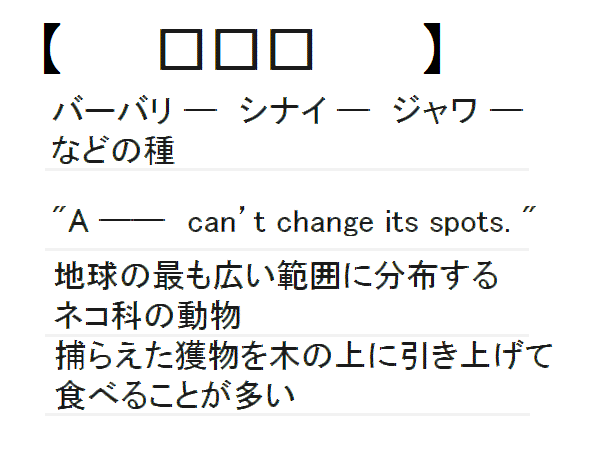 【 □□□ 】
バーバリ ― シナイ ― ジャワ ―
などの種
"A ―― can't change its spots. "
地球の最も広い範囲に分布する
ネコ科の動物
捕らえた獲物を木の上に引き上げて
食べることが多い